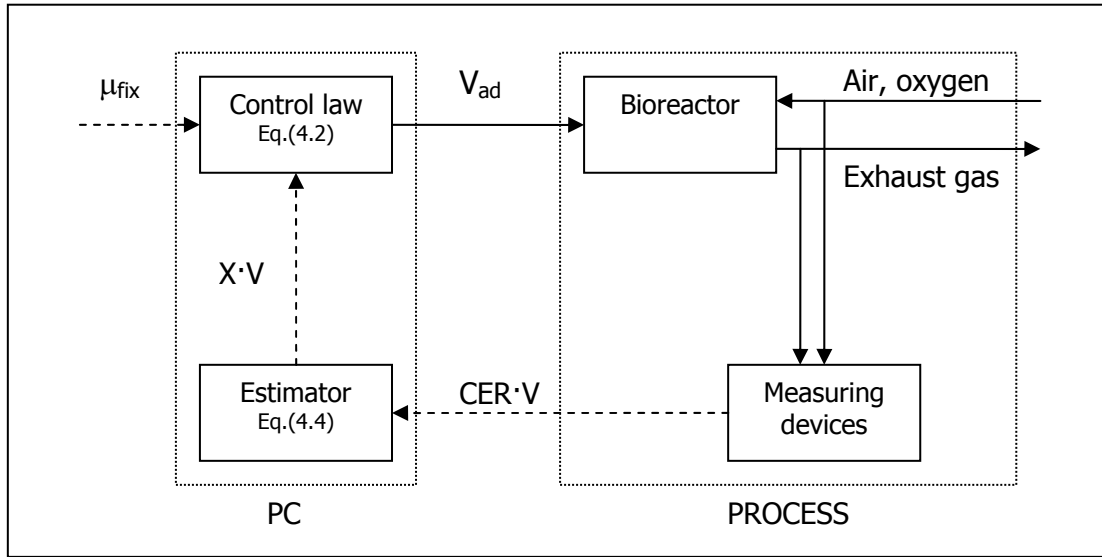 μfix
Control law
Eq.(4.2)
Vad
Bioreactor
Air, oxygen
Exhaust gas
X·V
Estimator
Eq.(4.4)
CER·V
Measuring
devices
PC
PROCESS